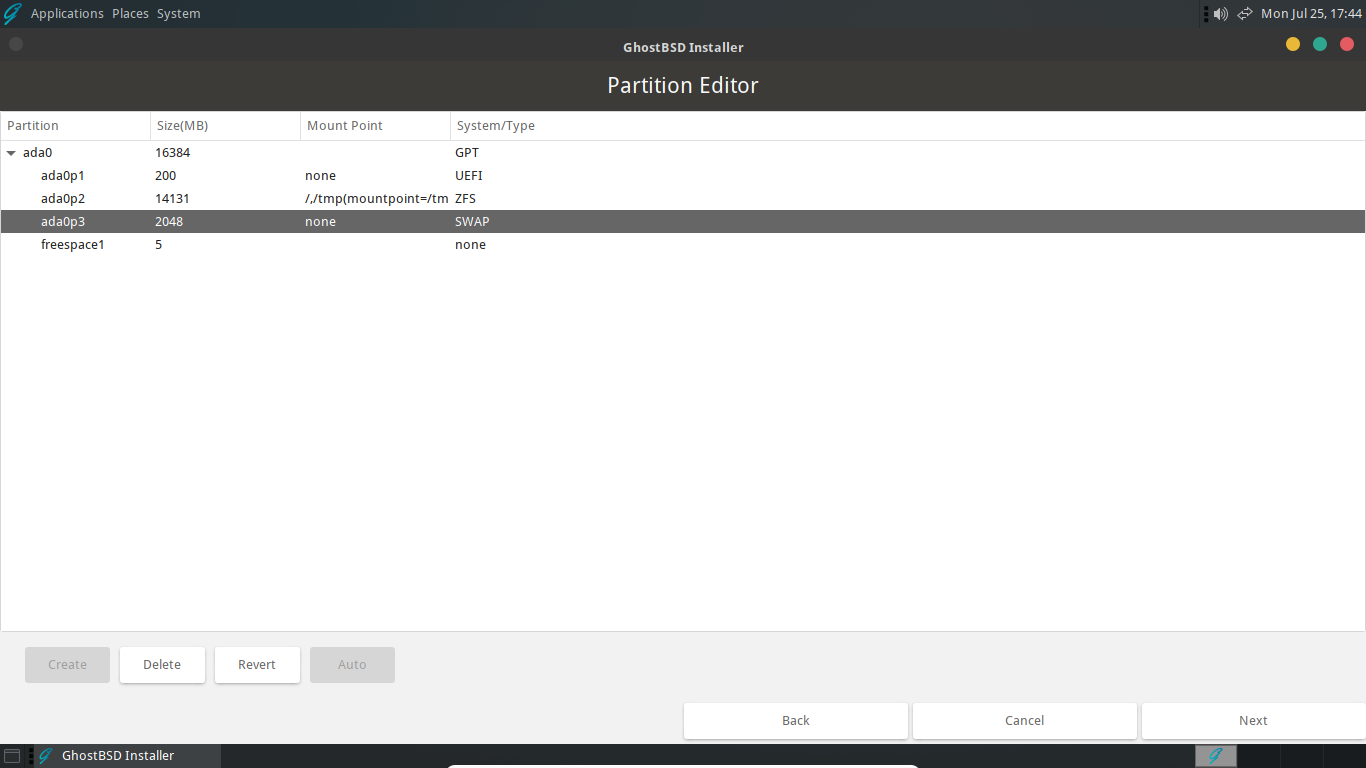 Applications Places System Mon Jul 25, 17:44
GhostBSD Installer
Partition Editor
Partition Size(MB) Mount Point System/Type
ada0 16384 GPT
ada0p1 200 none UEFI
ada0p2 14131 /,/tmp(mountpoint=/tm ZFS
ada0p3 2048 none SWAP
freespace1 5 none
Create Delete Revert Auto
Back Cancel Next
GhostBSD Installer